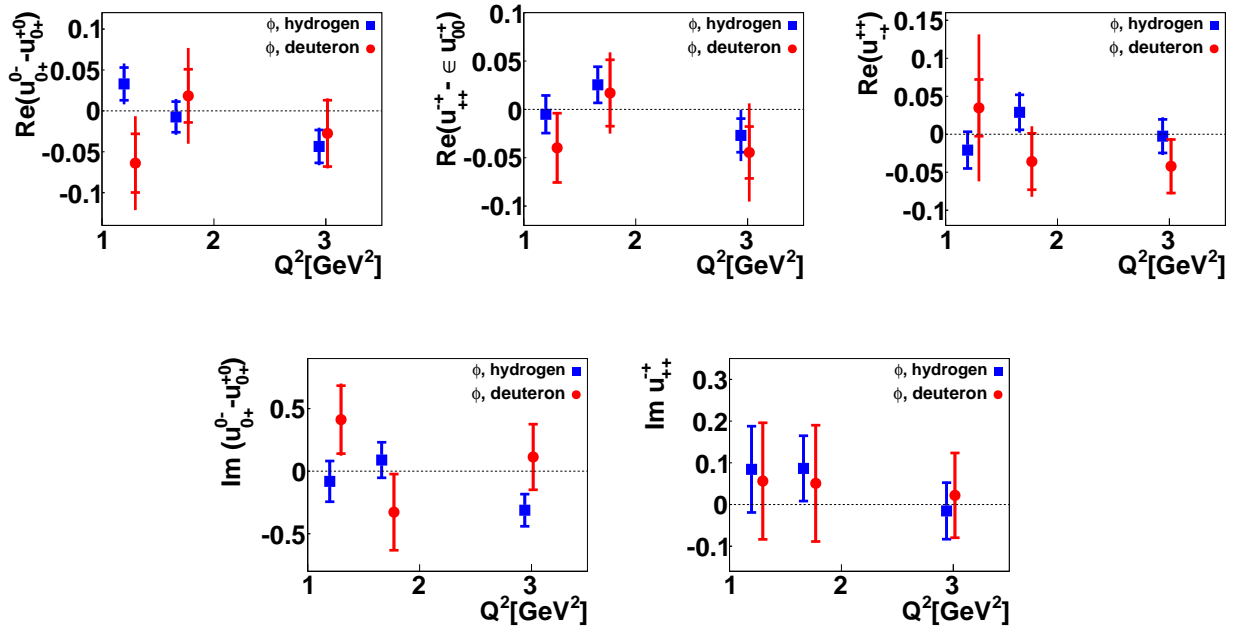 Re(u^{0-}_{0+} -u^{+0}_{0+})
0.1
0.05
0
-0.05
-0.1
ϕ, hydrogen
ϕ, deuteron
1 2 3
Q²[GeV²]
Re(u^{-+}_{++} - ∈ u^{-+}_{00})
0.1
0.05
0
-0.05
-0.1
ϕ, hydrogen
ϕ, deuteron
1 2 3
Q²[GeV²]
Re(u^{++}_{-+})
0.15
0.1
0.05
0
-0.05
-0.1
ϕ, hydrogen
ϕ, deuteron
1 2 3
Q²[GeV²]
Im (u^{0-}_{0+} -u^{+0}_{0+})
0.5
0
-0.5
ϕ, hydrogen
ϕ, deuteron
1 2 3
Q²[GeV²]
Im u^{-+}_{++}
0.3
0.2
0.1
0
-0.1
ϕ, hydrogen
ϕ, deuteron
1 2 3
Q²[GeV²]